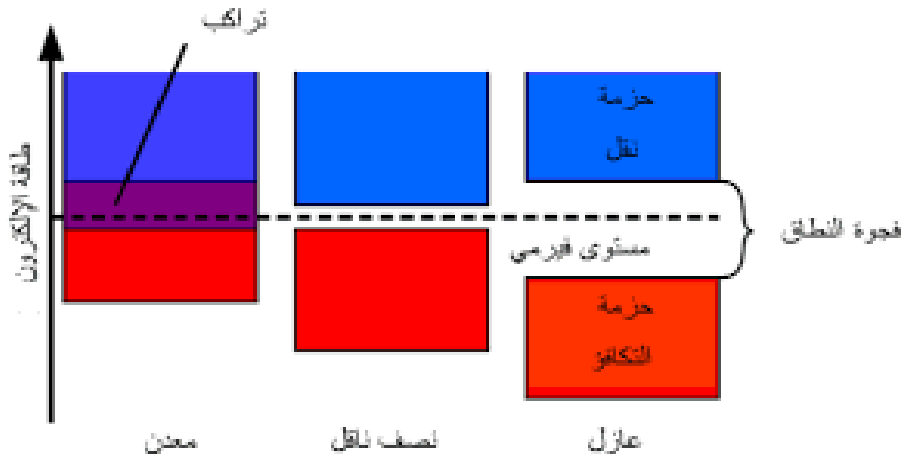 تراكب
طاقة الإلكترون
حزمة
نقل
فجوة النطاق
مستوى فيرمي
حزمة
التكافؤ
معدن
نصف ناقل
عازل